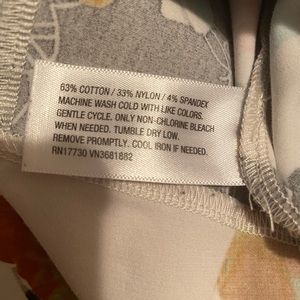 63% COTTON / 33% NYLON / 4% SPANDEX
MACHINE WASH COLD WITH LIKE COLORS.
GENTLE CYCLE. ONLY NON-CHLORINE BLEACH
WHEN NEEDED. TUMBLE DRY LOW.
REMOVE PROMPTLY. COOL IRON IF NEEDED.
RN17730 VN3681882